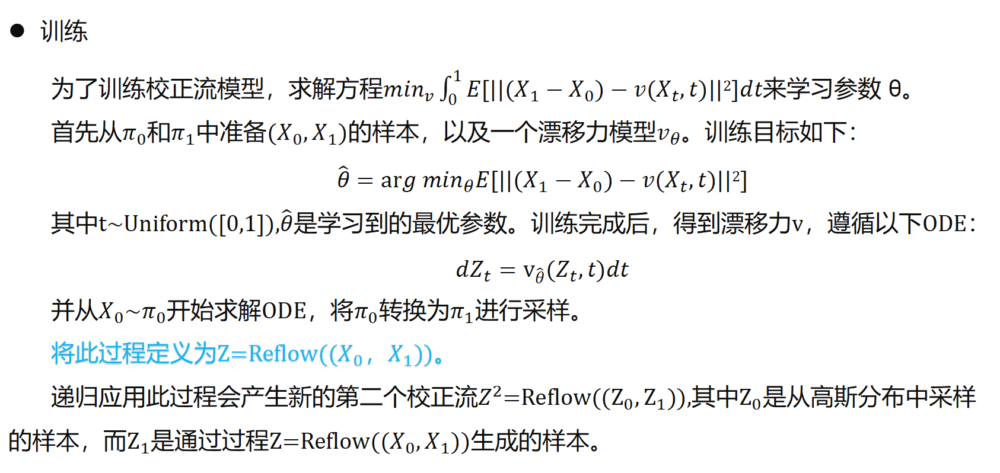 ● 训练
为了训练校正流模型，求解方程$min_v \int_0^1 E[||(X_1 - X_0) - v(X_t, t)||^2]dt$来学习参数 θ。
首先从$\pi_0$和$\pi_1$中准备$(X_0, X_1)$的样本，以及一个漂移力模型$v_\theta$。训练目标如下：
$\hat{\theta} = \arg min_\theta E[||(X_1 - X_0) - v(X_t, t)||^2]$
其中t~Uniform([0,1]),$\hat{\theta}$是学习到的最优参数。训练完成后，得到漂移力v，遵循以下ODE：
$dZ_t = \mathrm{v}_{\hat{\theta}}(Z_t, t)dt$
并从$X_0$~$\pi_0$开始求解ODE，将$\pi_0$转换为$\pi_1$进行采样。
将此过程定义为Z=Reflow(($X_0$，$X_1$))。
递归应用此过程会产生新的第二个校正流$Z^2$=Reflow(($Z_0$, $Z_1$)),其中$Z_0$是从高斯分布中采样
的样本，而$Z_1$是通过过程Z=Reflow(($X_0$, $X_1$))生成的样本。